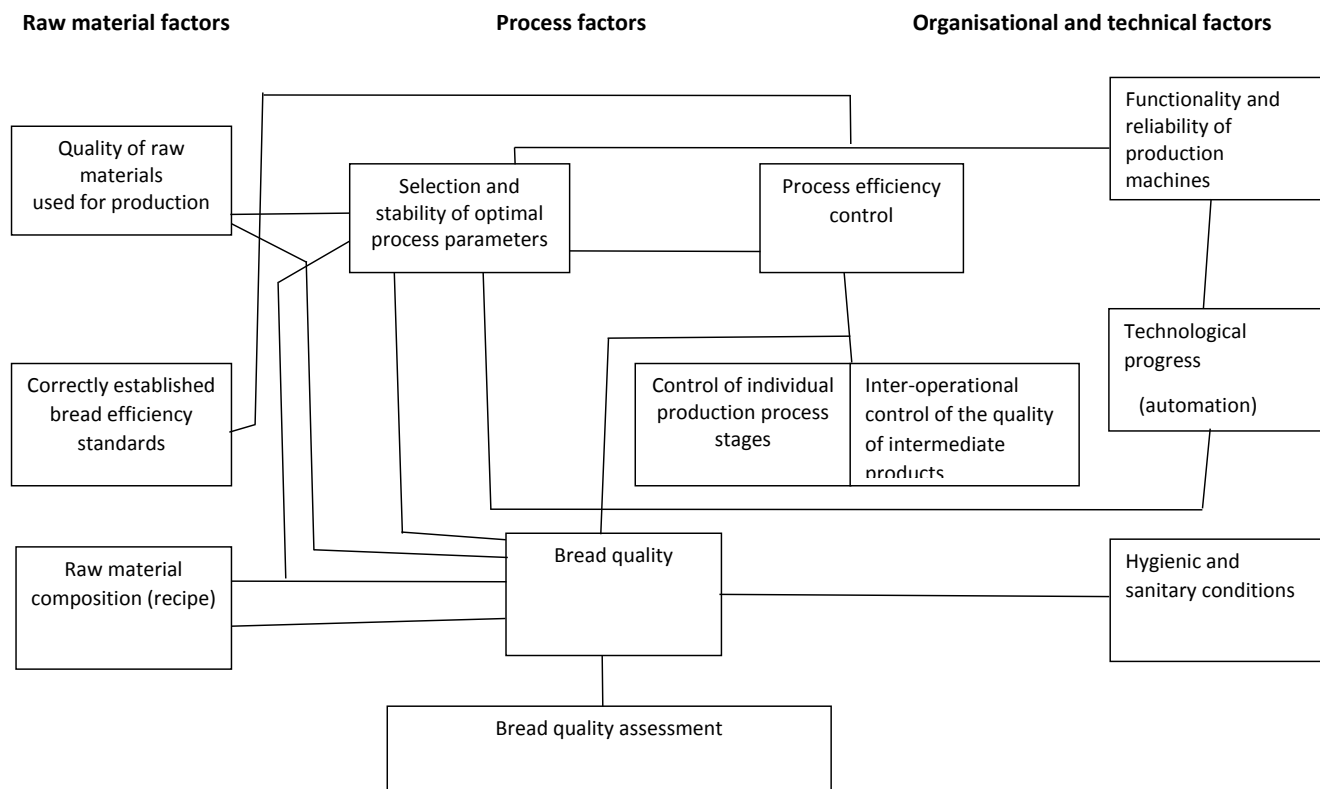 Raw material factors
Process factors
Organisational and technical factors
Quality of raw
materials
used for production
Selection and
stability of optimal
process parameters
Process efficiency
control
Functionality and
reliability of
production
machines
Correctly established
bread efficiency
standards
Control of individual
production process
stages
Inter-operational
control of the quality
of intermediate
products
Technological
progress
(automation)
Raw material
composition (recipe)
Bread quality
Hygienic and
sanitary conditions
Bread quality assessment